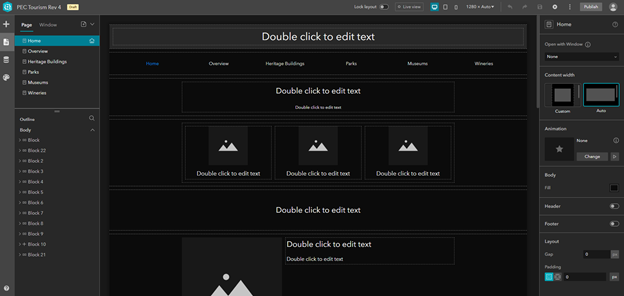 PEC Tourism Rev 4
Draft
Lock layout
Live view
1280 × Auto
Publish
Page
Window
Home
Overview
Heritage Buildings
Parks
Museums
Wineries
Outline
Body
Block
Block 22
Block 2
Block 3
Block 4
Block 5
Block 6
Block 7
Block 8
Block 9
Block 10
Block 21
Double click to edit text
Home Overview Heritage Buildings Parks Museums Wineries
Double click to edit text
Double click to edit text
Double click to edit text Double click to edit text Double click to edit text
Double click to edit text
Double click to edit text
Double click to edit text
Home
Open with Window
None
Content width
Custom Auto
Animation
None
Change
Body
Fill
Header
Footer
Layout
Gap 0 px
Padding
0 px